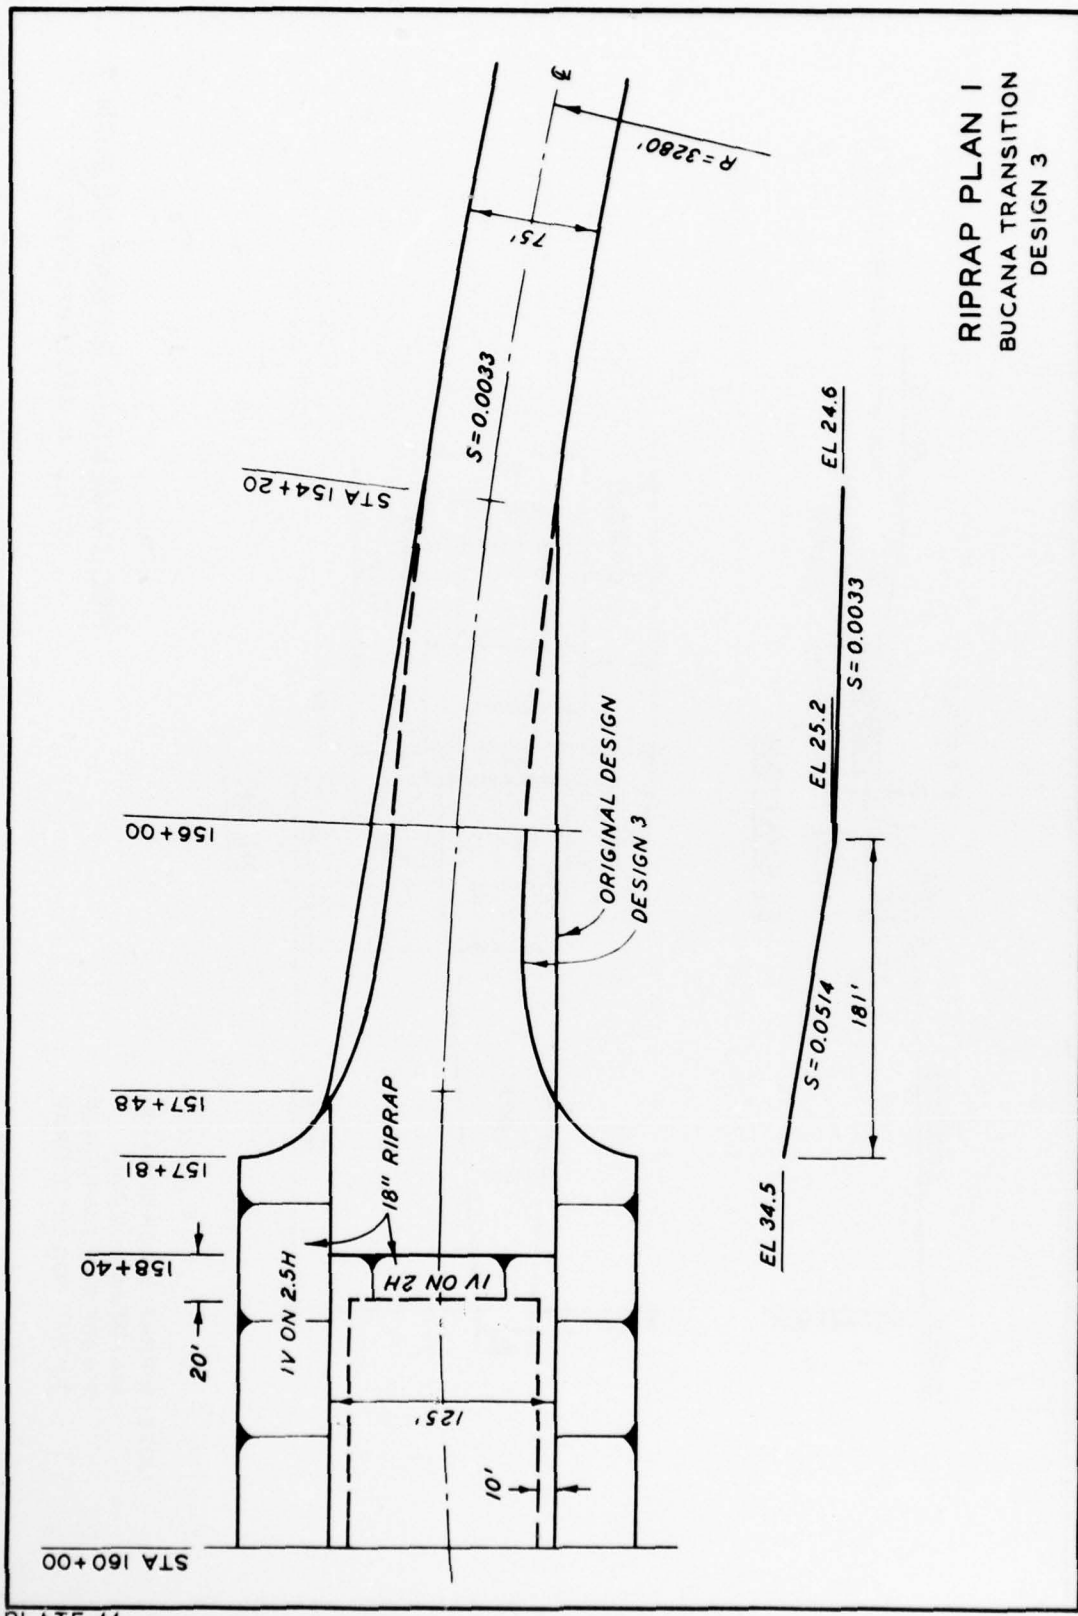 ℄
R=3280'
75'
S=0.0033
STA 154+20
156+00
157+48
157+81
158+40
20'
18" RIPRAP
1V ON 2.5H
1V ON 2H
125'
10'
STA 160+00
ORIGINAL DESIGN
DESIGN 3
EL 34.5
S=0.0514
181'
EL 25.2
S=0.0033
EL 24.6
RIPRAP PLAN 1
BUCANA TRANSITION
DESIGN 3